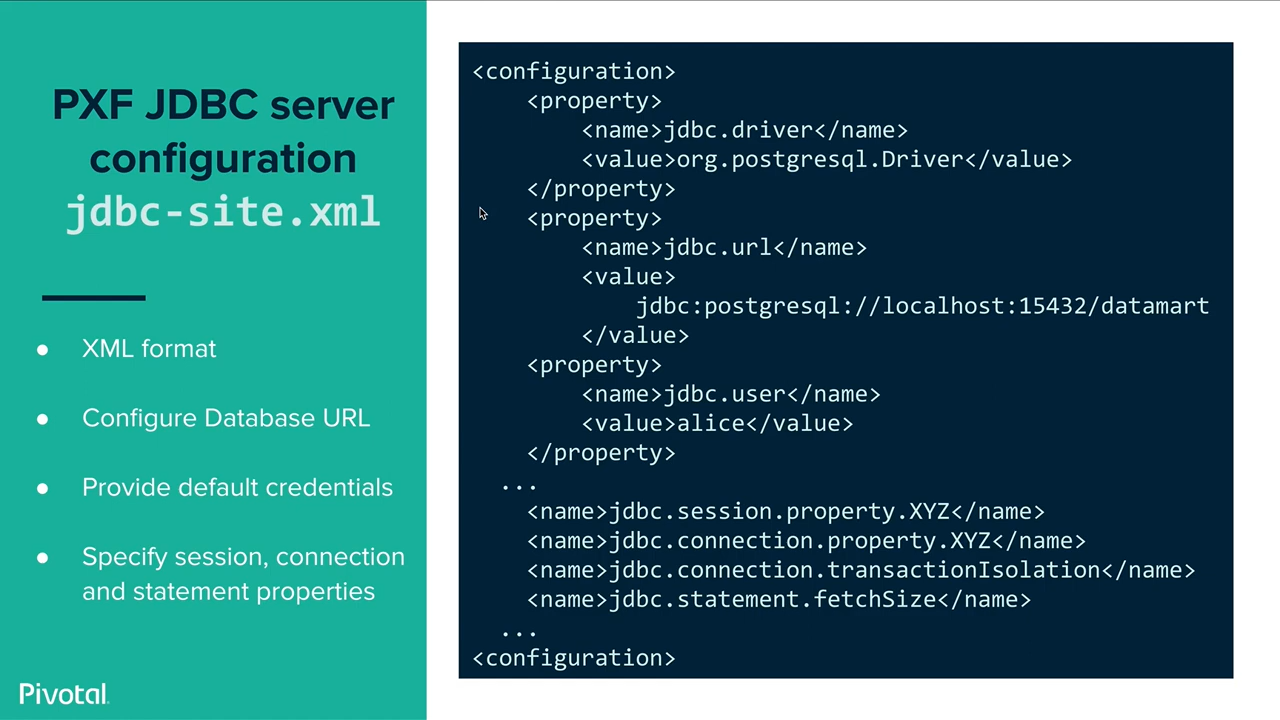 PXF JDBC server
configuration
jdbc-site.xml
● XML format
● Configure Database URL
● Provide default credentials
● Specify session, connection
and statement properties
Pivotal
<configuration>
    <property>
        <name>jdbc.driver</name>
        <value>org.postgresql.Driver</value>
    </property>
    <property>
        <name>jdbc.url</name>
        <value>
            jdbc:postgresql://localhost:15432/datamart
        </value>
    <property>
        <name>jdbc.user</name>
        <value>alice</value>
    </property>
  ...
    <name>jdbc.session.property.XYZ</name>
    <name>jdbc.connection.property.XYZ</name>
    <name>jdbc.connection.transactionIsolation</name>
    <name>jdbc.statement.fetchSize</name>
  ...
<configuration>